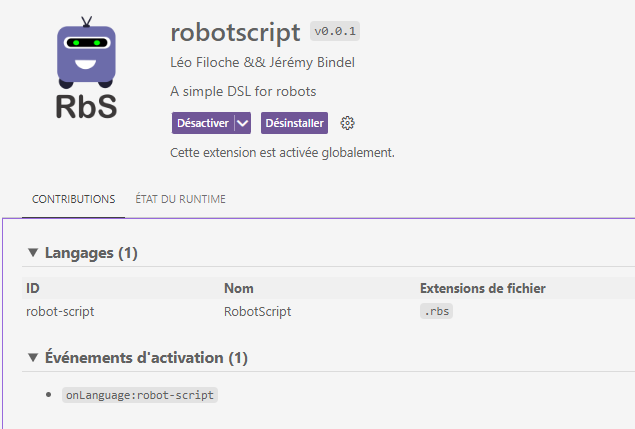 robotscript v0.0.1
Léo Filoche && Jérémy Bindel
A simple DSL for robots
RbS
Désactiver Désinstaller
Cette extension est activée globalement.
CONTRIBUTIONS ÉTAT DU RUNTIME
Langages (1)
ID Nom Extensions de fichier
robot-script RobotScript .rbs
Événements d'activation (1)
onLanguage:robot-script